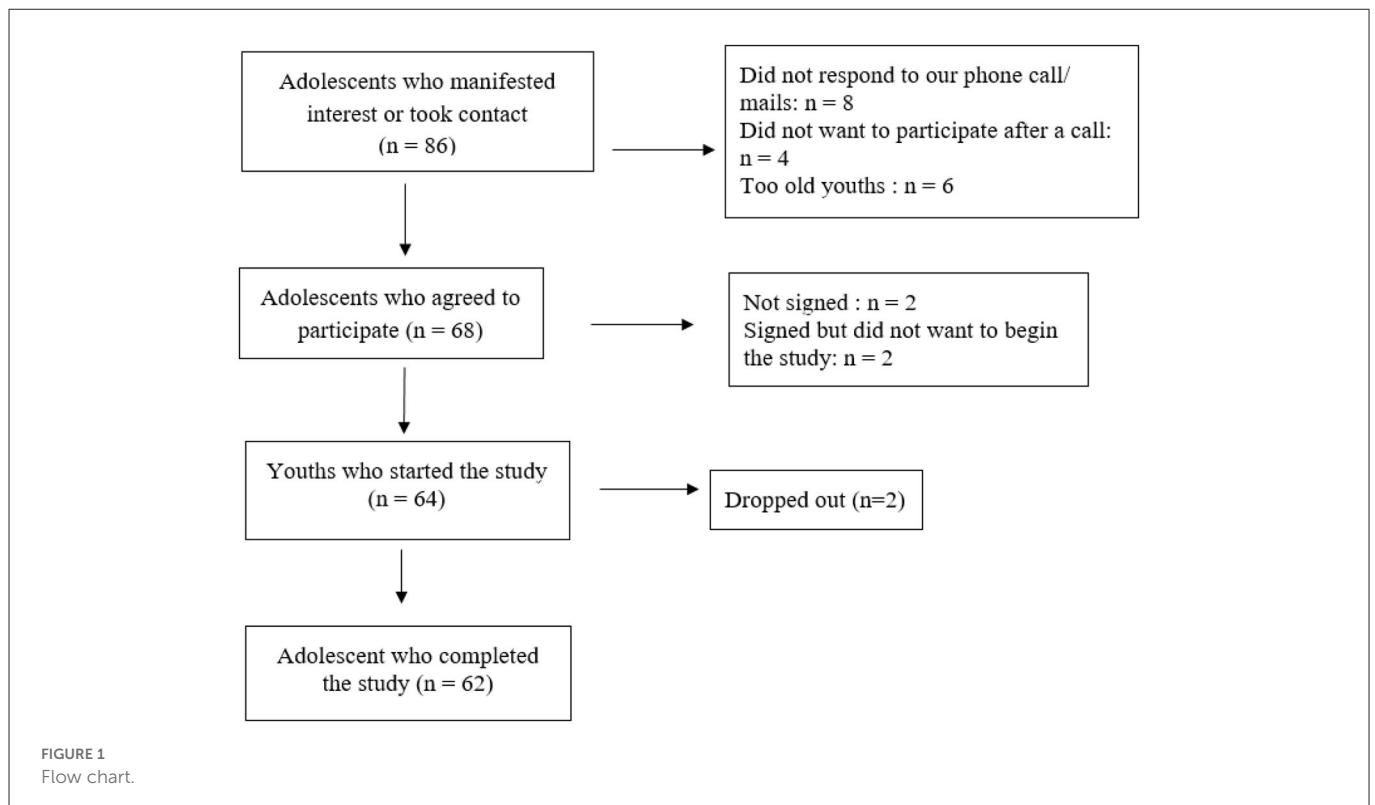 Adolescents who manifested
interest or took contact
(n = 86)
Did not respond to our phone call/
mails: n = 8
Did not want to participate after a call:
n = 4
Too old youths : n = 6
Adolescents who agreed to
participate (n = 68)
Not signed : n = 2
Signed but did not want to begin
the study: n = 2
Youths who started the study
(n = 64)
Dropped out (n=2)
Adolescent who completed
the study (n = 62)
FIGURE 1
Flow chart.